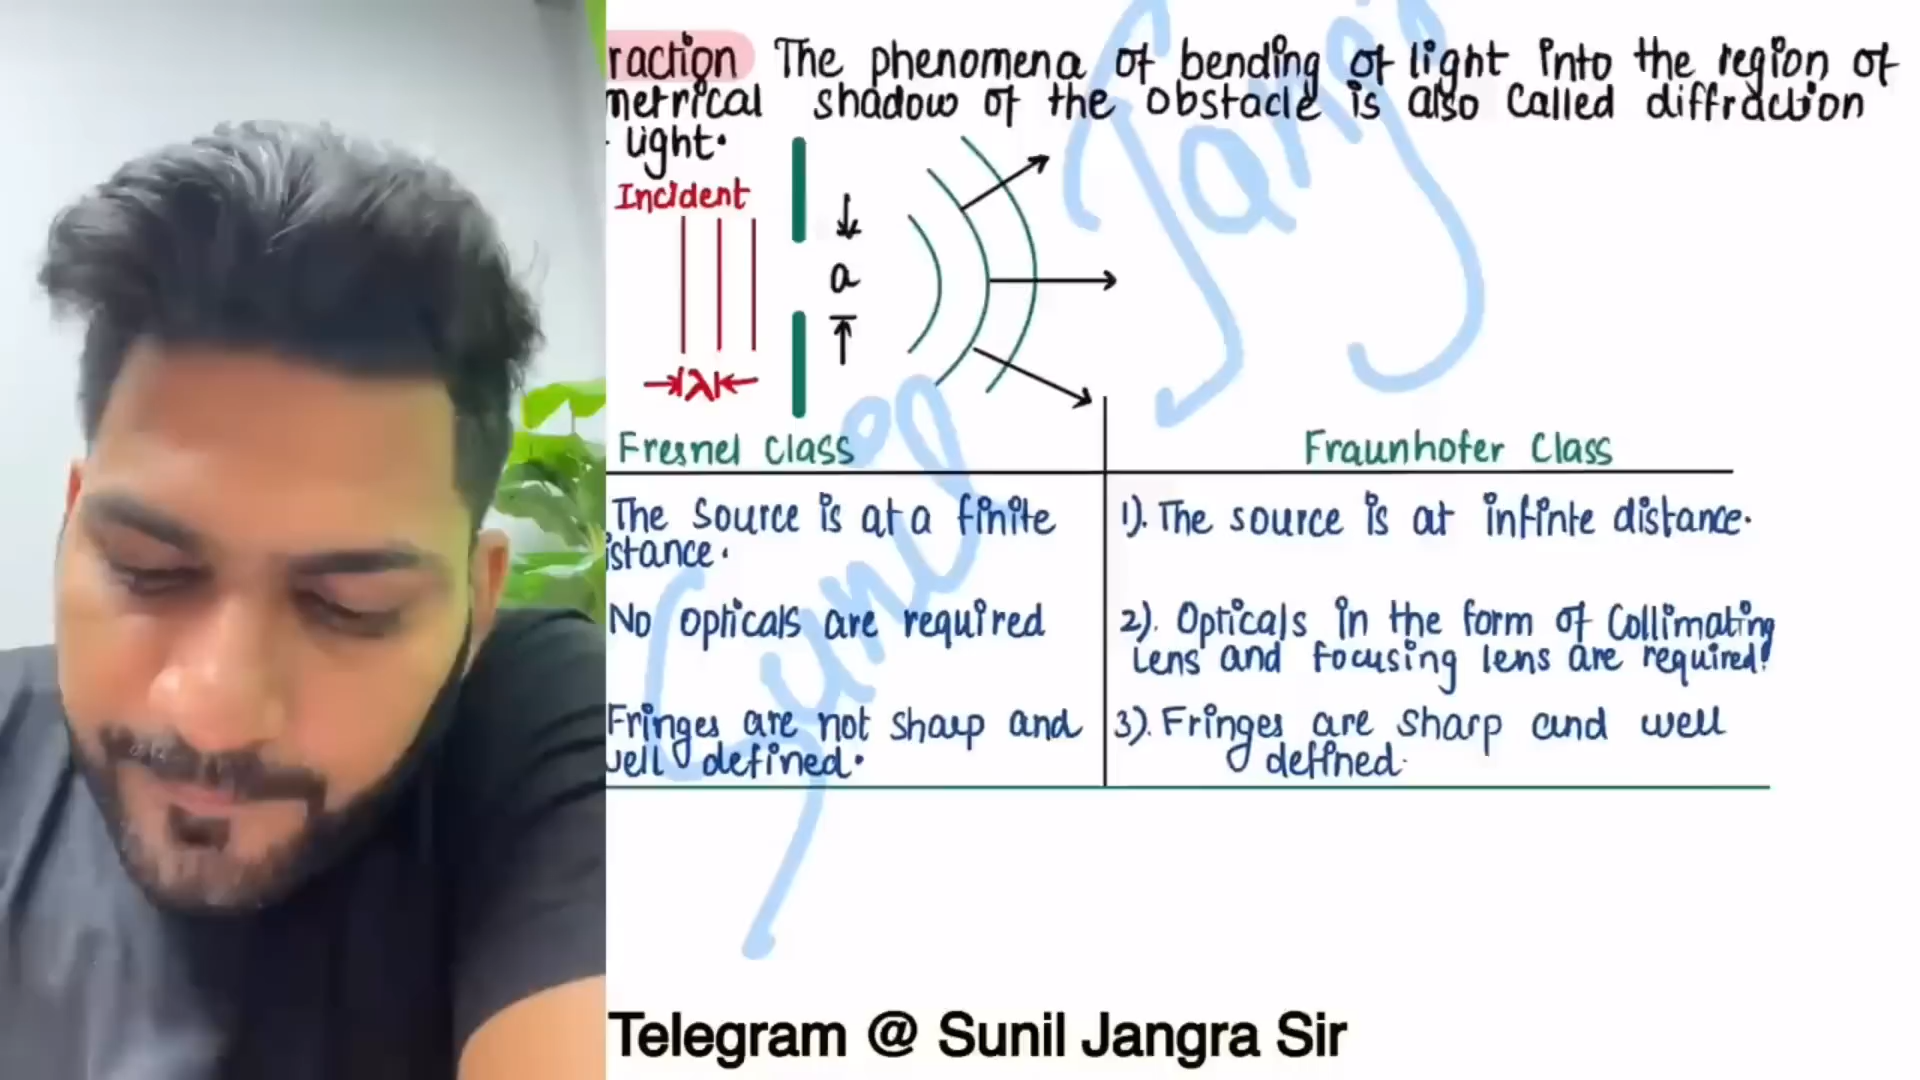 raction The phenomena of bending of light into the region of
metrical shadow of the obstacle is also called diffraction
light.
Incident
a
λ
Fresnel Class
Fraunhofer Class
The source is at a finite
istance.
1). The source is at infinte distance.
No opticals are required
2). Opticals in the form of Collimating
Lens and focusing lens are required.
Fringes are not sharp and
well defined.
3). Fringes are sharp and well
defined.
Sunil Jangra
Telegram @ Sunil Jangra Sir